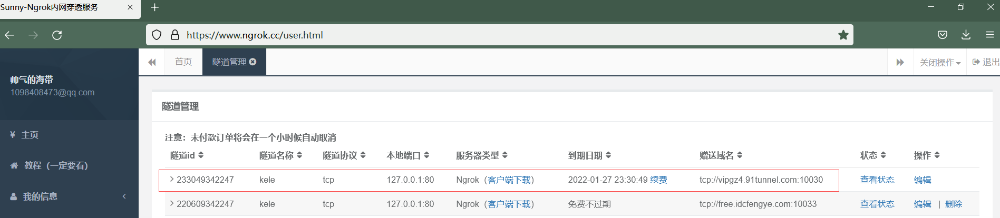 Sunny-Ngrok内网穿透服务
https://www.ngrok.cc/user.html
首页 隧道管理 关闭操作 退出
帅气的海带
1098408473@qq.com
主页
教程（一定要看）
我的信息
隧道管理
注意：未付款订单将会在一个小时候自动取消
隧道id 隧道名称 隧道协议 本地端口 服务器类型 到期日期 赠送域名 状态 操作
233049342247 kele tcp 127.0.0.1:80 Ngrok（客户端下载） 2022-01-27 23:30:49 续费 tcp://vipgz4.91tunnel.com:10030 查看状态 编辑
220609342247 kele tcp 127.0.0.1:80 Ngrok（客户端下载） 免费不过期 tcp://free.idcfengye.com:10033 查看状态 编辑 | 删除